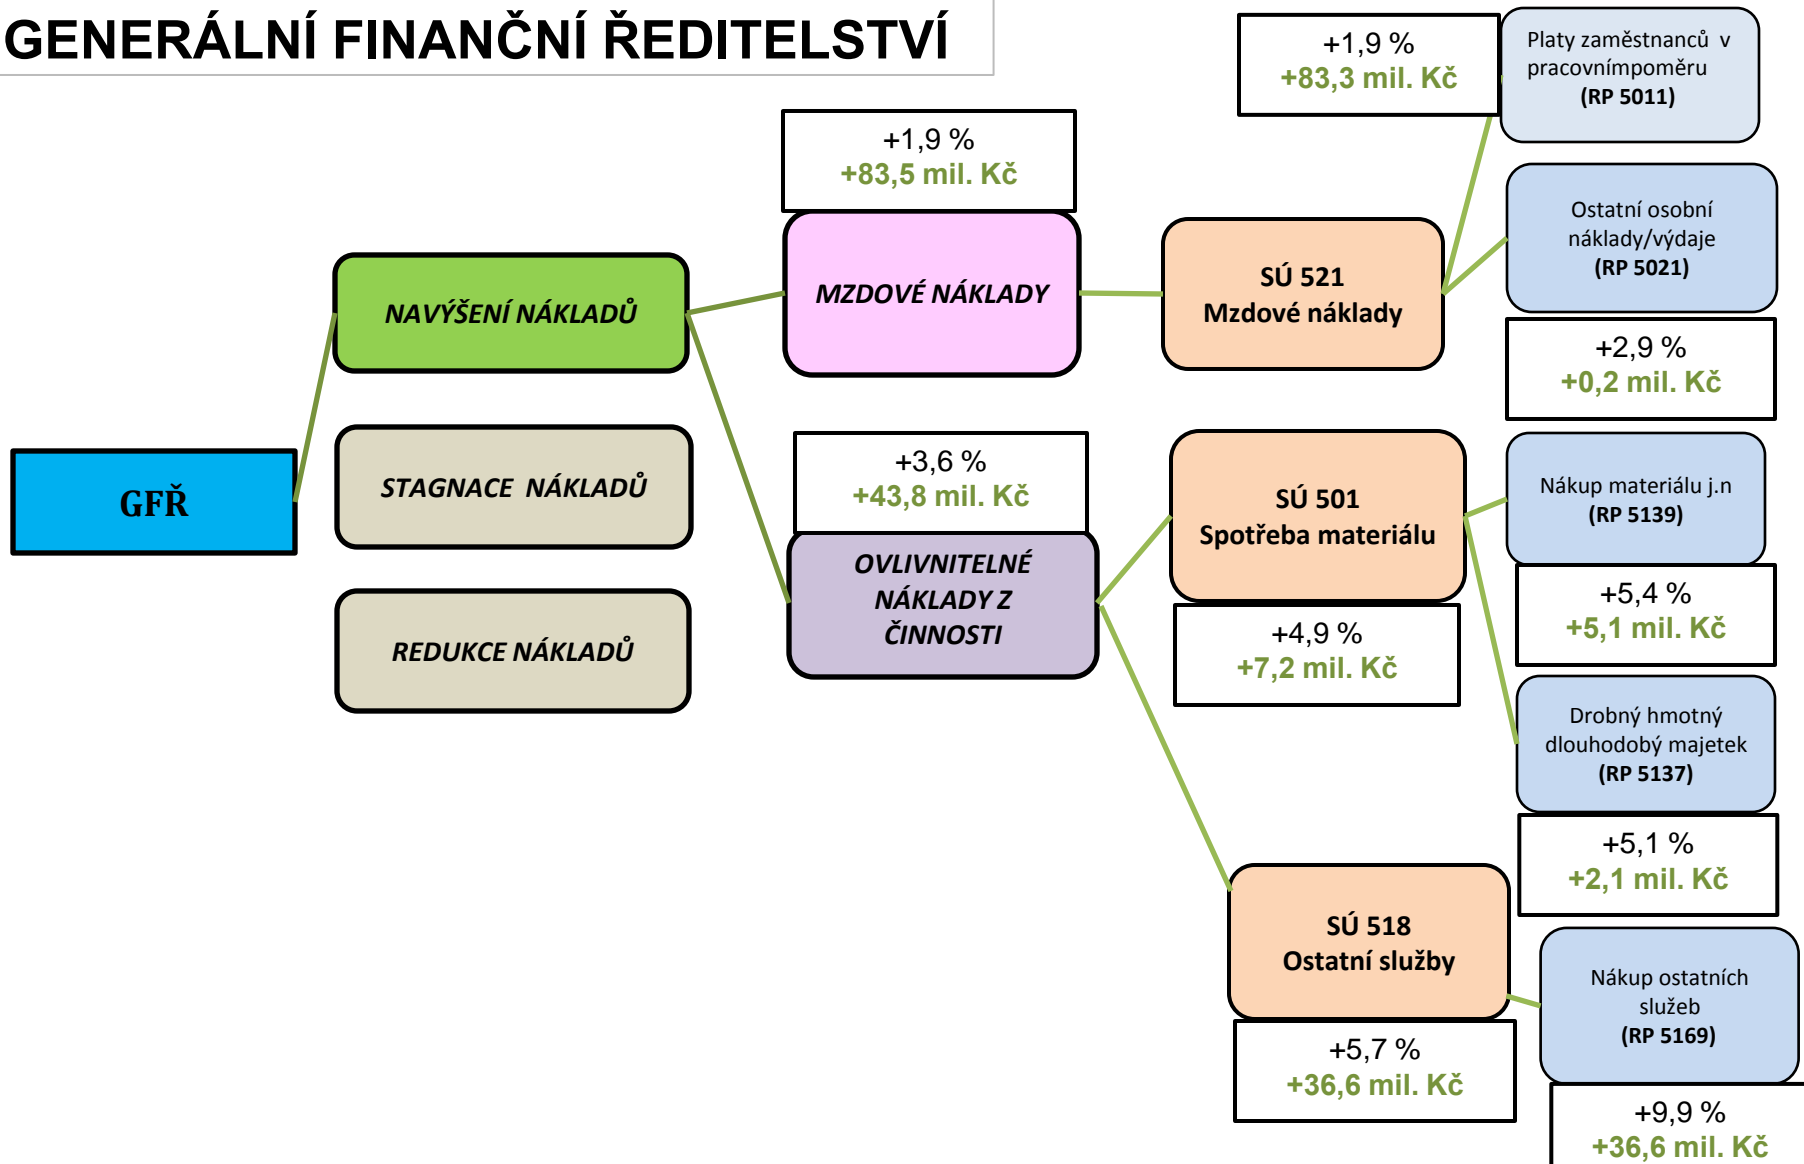 GENERÁLNÍ FINANČNÍ ŘEDITELSTVÍ
GFŘ
NAVÝŠENÍ NÁKLADŮ
STAGNACE  NÁKLADŮ
REDUKCE NÁKLADŮ
+1,9 %
+83,5 mil. Kč
MZDOVÉ NÁKLADY
+3,6 %
+43,8 mil. Kč
OVLIVNITELNÉ
NÁKLADY Z
ČINNOSTI
SÚ 521
Mzdové náklady
SÚ 501
Spotřeba materiálu
+4,9 %
+7,2 mil. Kč
SÚ 518
Ostatní služby
+5,7 %
+36,6 mil. Kč
+1,9 %
+83,3 mil. Kč
Platy zaměstnanců  v
pracovnímpoměru
(RP 5011)
Ostatní osobní
náklady/výdaje
(RP 5021)
+2,9 %
+0,2 mil. Kč
Nákup materiálu j.n
(RP 5139)
+5,4 %
+5,1 mil. Kč
Drobný hmotný
dlouhodobý majetek
(RP 5137)
+5,1 %
+2,1 mil. Kč
Nákup ostatních
služeb
(RP 5169)
+9,9 %
+36,6 mil. Kč